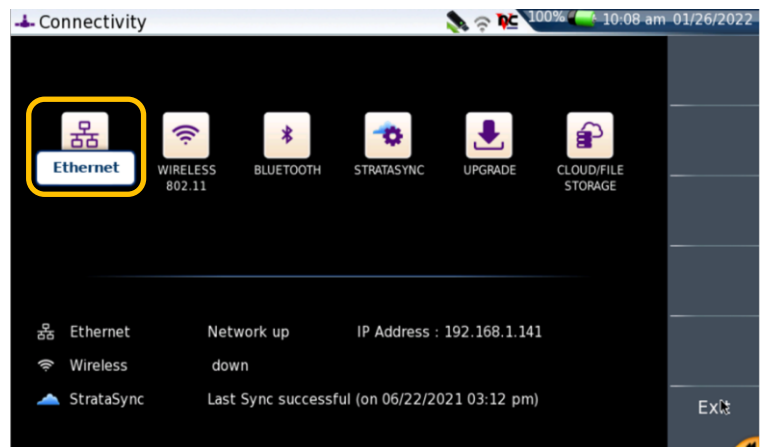 Connectivity
100% 10:08 am 01/26/2022
Ethernet
WIRELESS
802.11
BLUETOOTH
STRATASYNC
UPGRADE
CLOUD/FILE
STORAGE
Ethernet Network up IP Address : 192.168.1.141
Wireless down
StrataSync Last Sync successful (on 06/22/2021 03:12 pm)
Exit